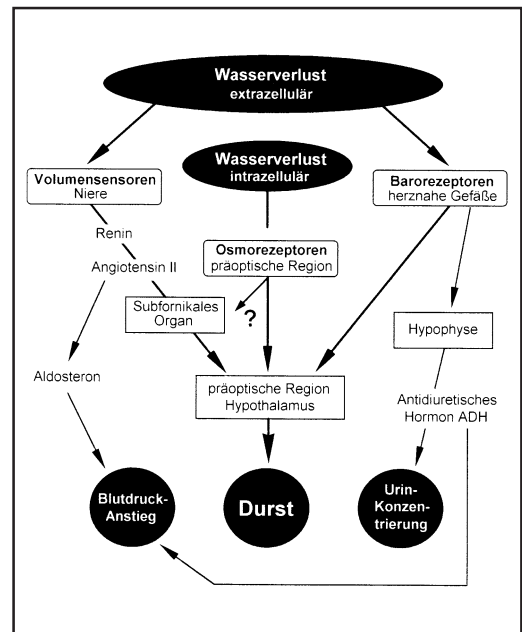 Wasserverlust
extrazellulär
Wasserverlust
intrazellulär
Volumensensoren
Niere
Barorezeptoren
herznahe Gefäße
Renin
Osmorezeptoren
präoptische Region
Angiotensin II
Subfornikales
Organ
?
Hypophyse
Aldosteron
präoptische Region
Hypothalamus
Antidiuretisches
Hormon ADH
Blutdruck-
Anstieg
Durst
Urin-
Konzen-
trierung